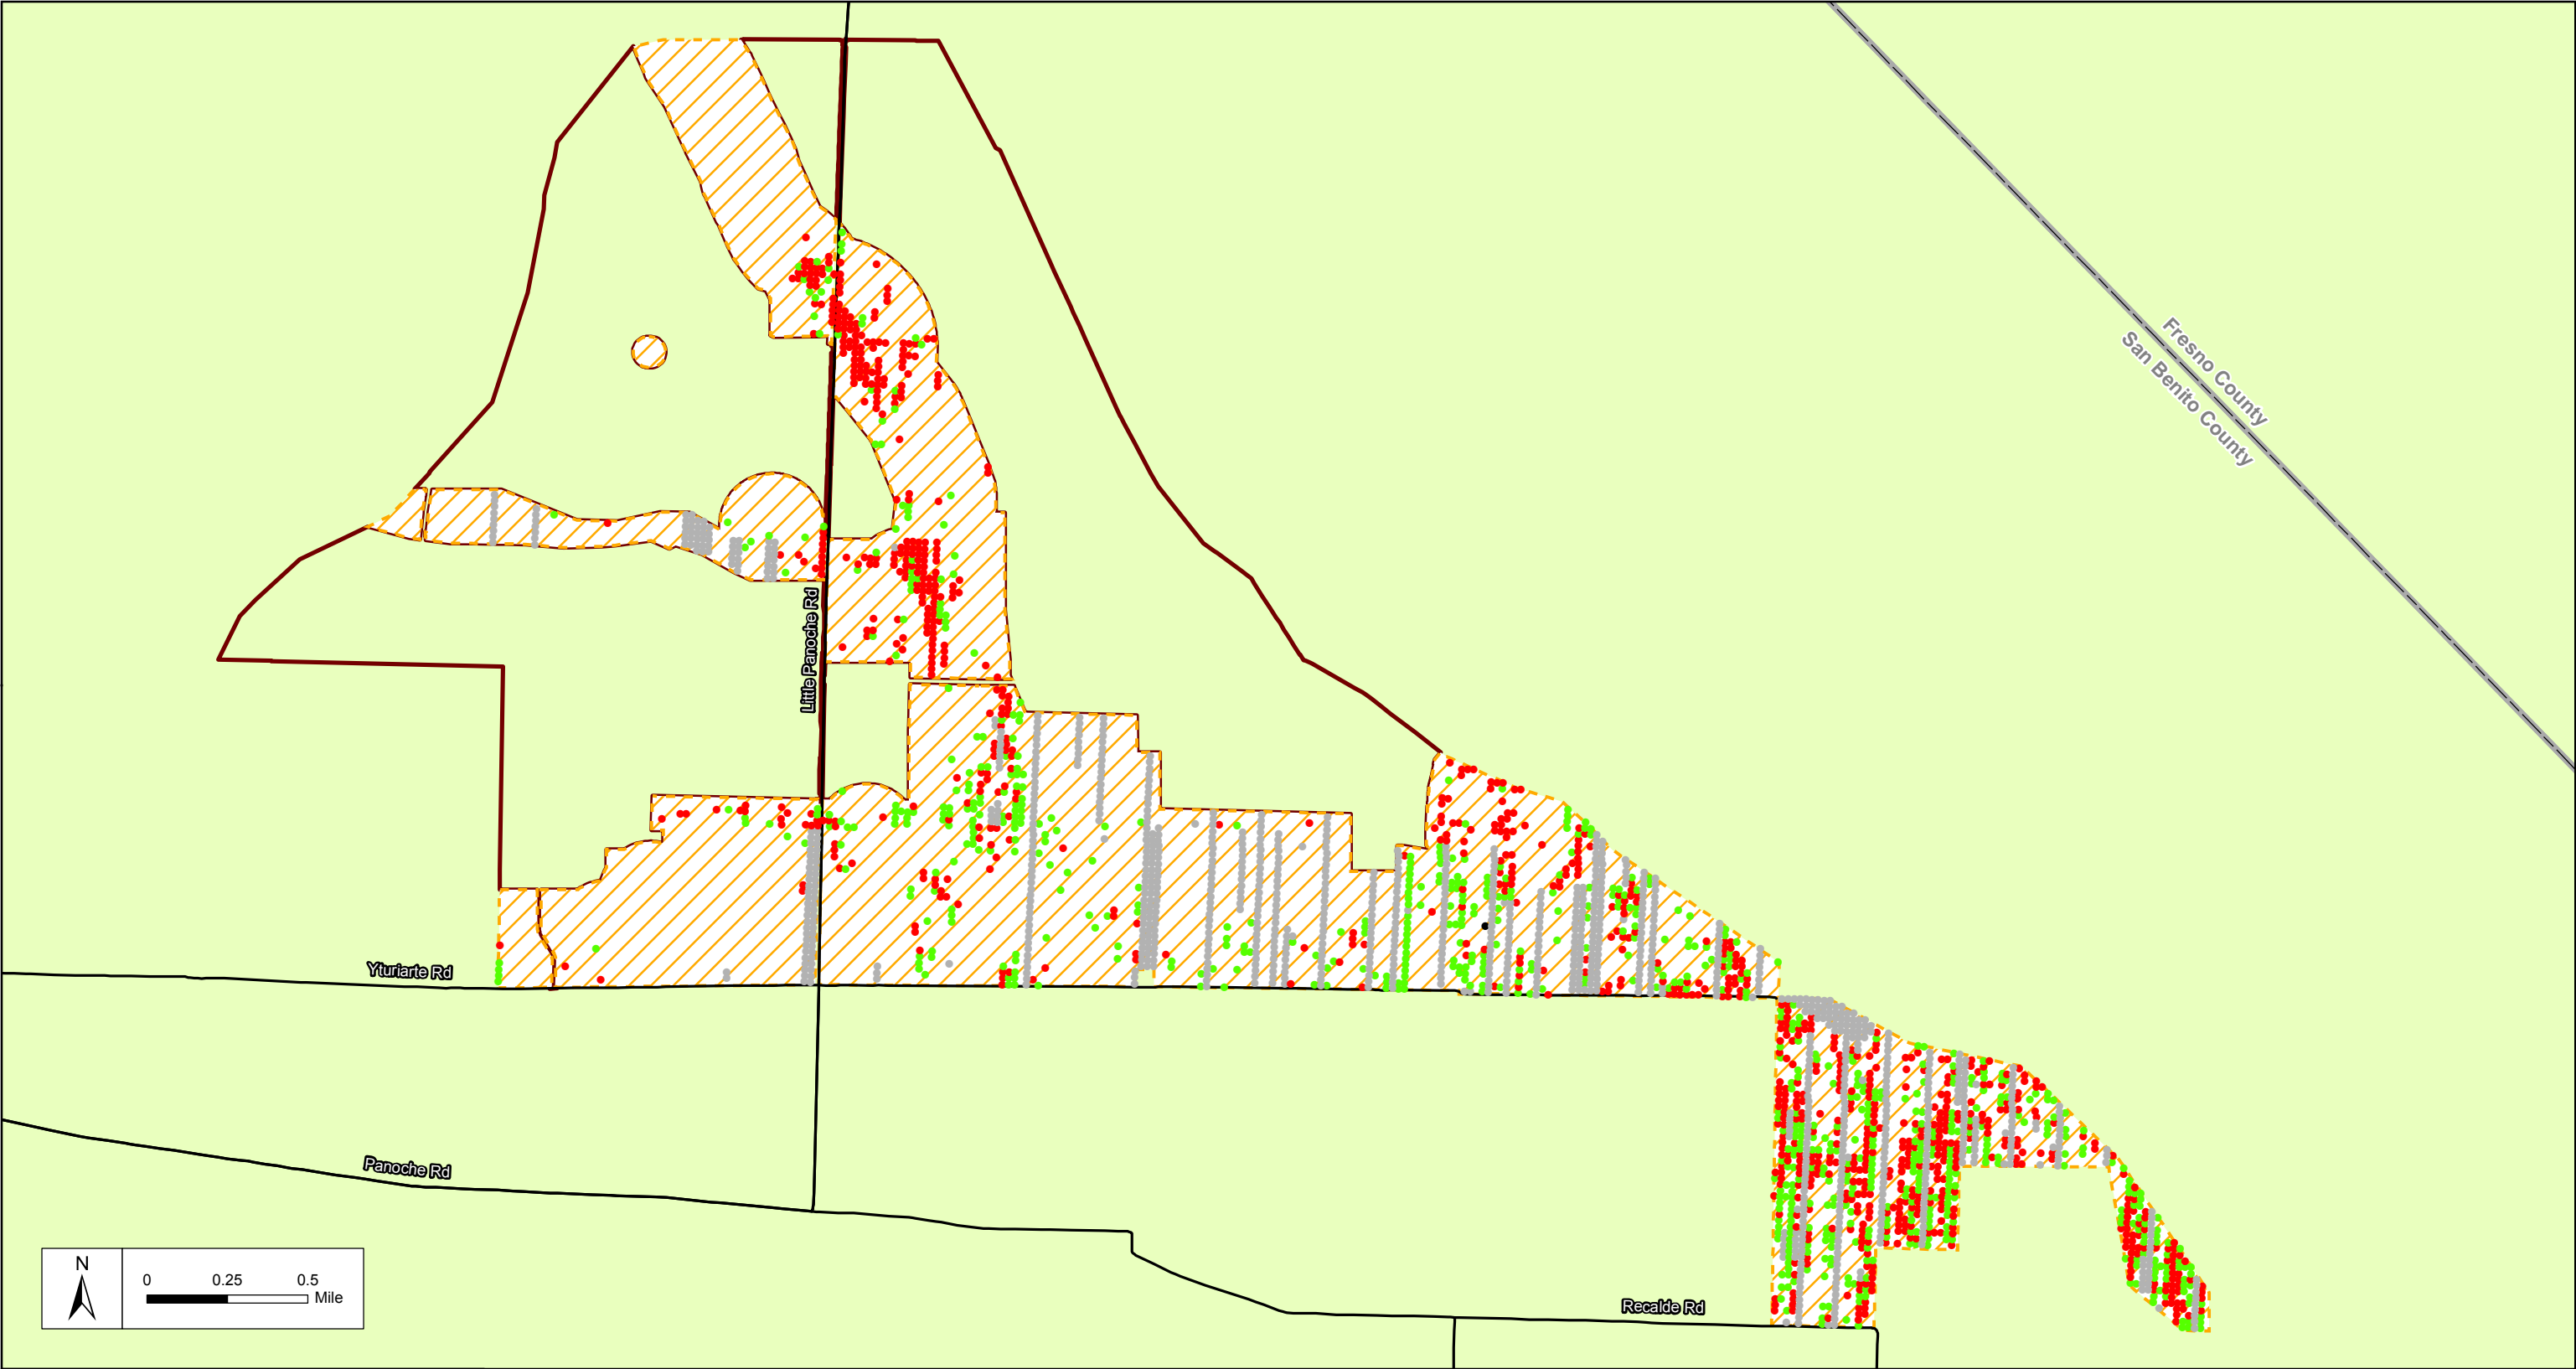 Fresno County
San Benito County
Little Panoche Rd
Yturiarte Rd
Panoche Rd
Recalde Rd
N
0 0.25 0.5
Mile